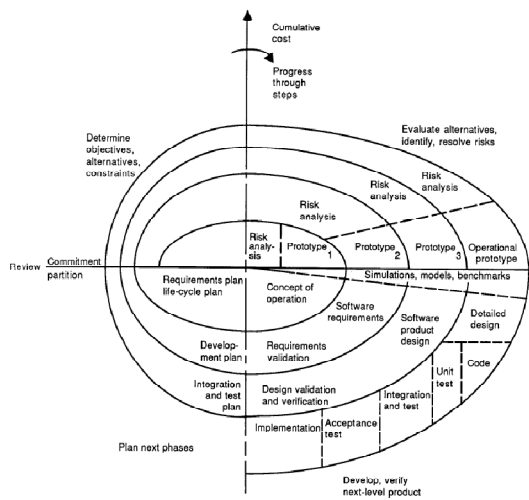 Cumulative
cost
Progress
through
steps
Determine
objectives,
alternatives,
constraints
Evaluate alternatives,
identify, resolve risks
Risk
analysis
Risk
analysis
Risk
analysis
Risk
analy-
sis
Prototype
1
Prototype
2
Prototype
3
Operational
prototype
Review
Commitment
partition
Simulations, models, benchmarks
Requirements plan
life-cycle plan
Concept of
operation
Software
requirements
Software
product
design
Detailed
design
Develop-
ment plan
Requirements
validation
Integration
and test
plan
Design validation
and verification
Code
Unit
test
Integration
and test
Acceptance
test
Implementation
Plan next phases
Develop, verify
next-level product